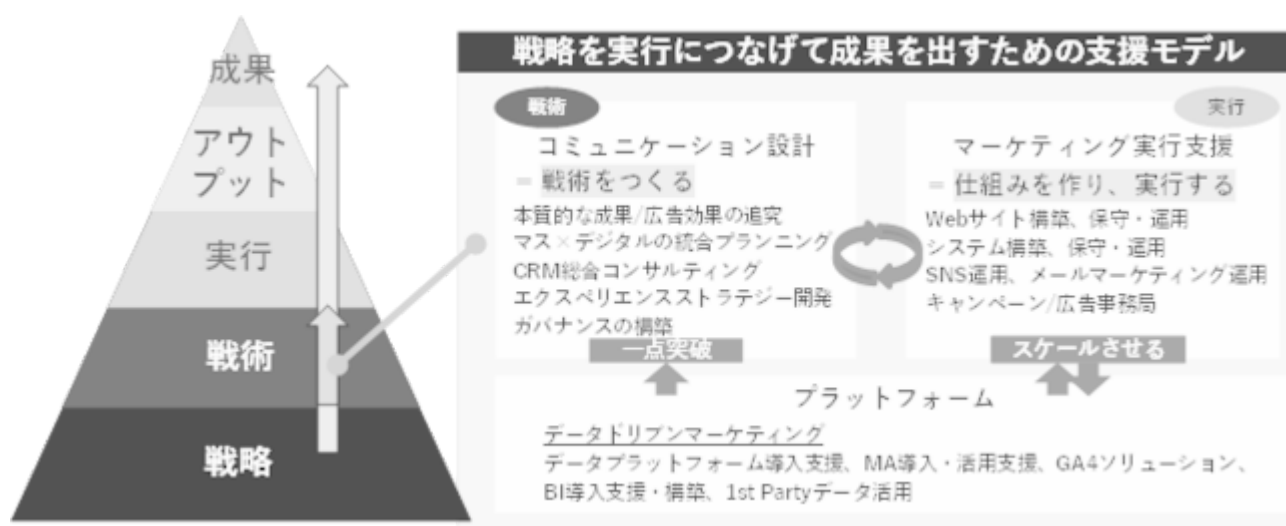 成果
アウト
プット
実行
戦術
戦略
戦略を実行につなげて成果を出すための支援モデル
戦術
コミュニケーション設計
= 戦術をつくる
本質的な成果/広告効果の追究
マス×デジタルの統合プランニング
CRM総合コンサルティング
エクスペリエンスストラテジー開発
ガバナンスの構築
一点突破
実行
マーケティング実行支援
= 仕組みを作り、実行する
Webサイト構築、保守・運用
システム構築、保守・運用
SNS運用、メールマーケティング運用
キャンペーン/広告事務局
スケールさせる
プラットフォーム
データドリブンマーケティング
データプラットフォーム導入支援、MA導入・活用支援、GA4ソリューション、
BI導入支援・構築、1st Partyデータ活用